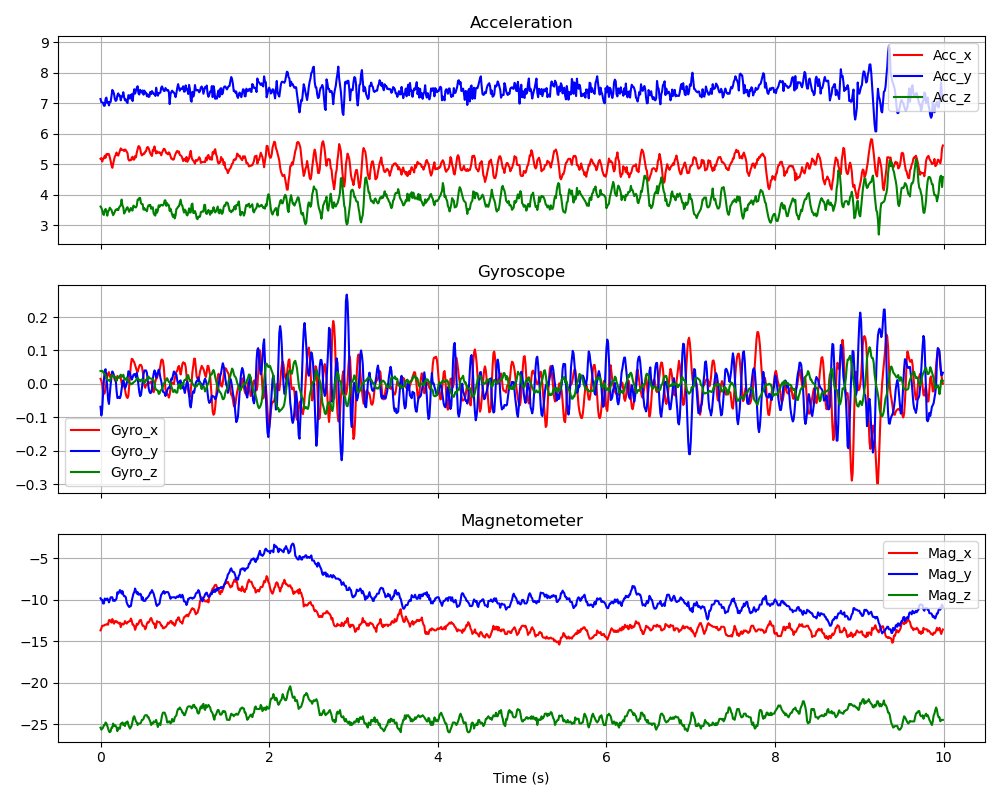 Acceleration
9
8
7
6
5
4
3
Acc_x
Acc_y
Acc_z
Gyroscope
0.2
0.1
0.0
−0.1
−0.2
−0.3
Gyro_x
Gyro_y
Gyro_z
Magnetometer
−5
−10
−15
−20
−25
Mag_x
Mag_y
Mag_z
0 2 4 6 8 10
Time (s)